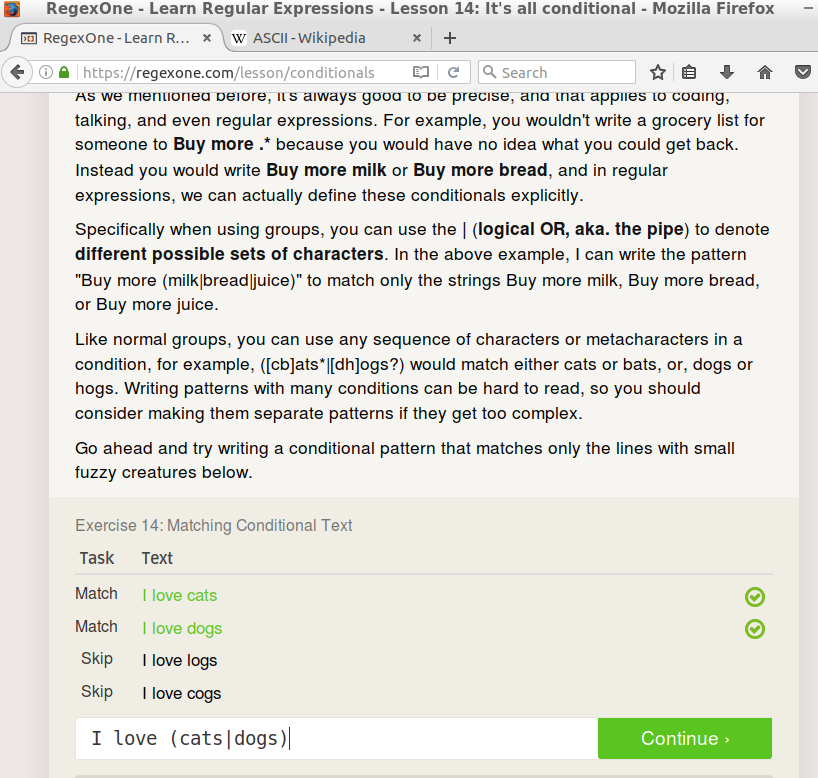 RegexOne - Learn Regular Expressions - Lesson 14: It's all conditional - Mozilla Firefox
RegexOne - Learn R... × W ASCII - Wikipedia × +
https://regexone.com/lesson/conditionals Search
As we mentioned before, it's always good to be precise, and that applies to coding,
talking, and even regular expressions. For example, you wouldn't write a grocery list for
someone to Buy more .* because you would have no idea what you could get back.
Instead you would write Buy more milk or Buy more bread, and in regular
expressions, we can actually define these conditionals explicitly.
Specifically when using groups, you can use the | (logical OR, aka. the pipe) to denote
different possible sets of characters. In the above example, I can write the pattern
"Buy more (milk|bread|juice)" to match only the strings Buy more milk, Buy more bread,
or Buy more juice.
Like normal groups, you can use any sequence of characters or metacharacters in a
condition, for example, ([cb]ats*|[dh]ogs?) would match either cats or bats, or, dogs or
hogs. Writing patterns with many conditions can be hard to read, so you should
consider making them separate patterns if they get too complex.
Go ahead and try writing a conditional pattern that matches only the lines with small
fuzzy creatures below.
Exercise 14: Matching Conditional Text
Task Text
Match I love cats
Match I love dogs
Skip I love logs
Skip I love cogs
I love (cats|dogs) Continue ›